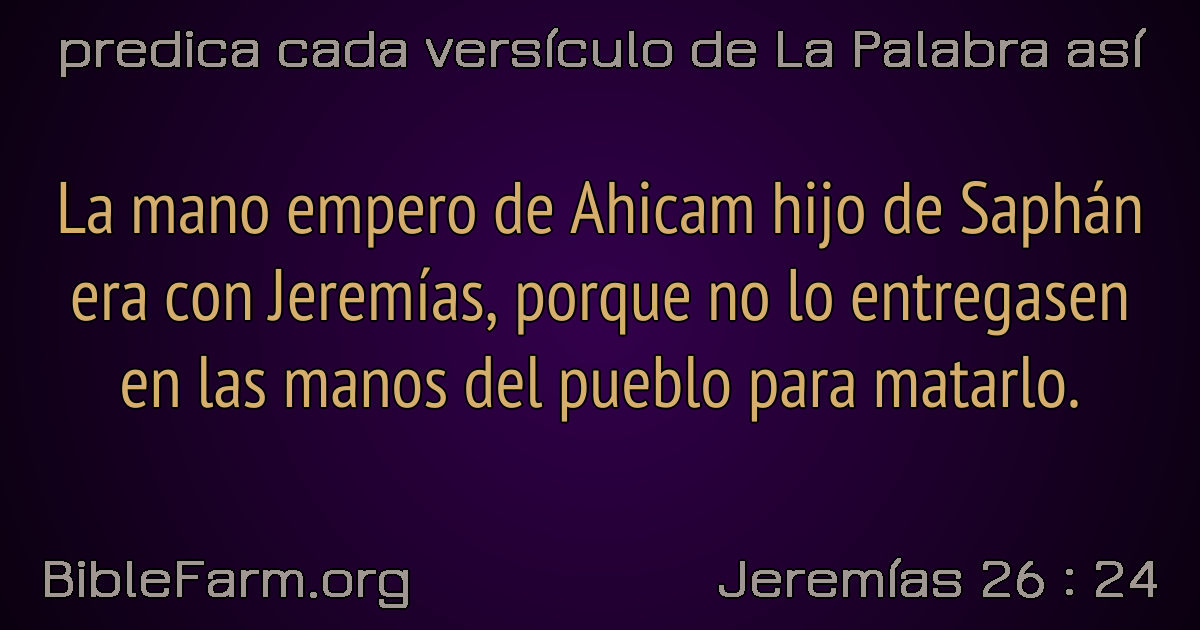 predica cada versículo de La Palabra así
La mano empero de Ahicam hijo de Saphán
era con Jeremías, porque no lo entregasen
en las manos del pueblo para matarlo.
BibleFarm.org
Jeremías 26 : 24